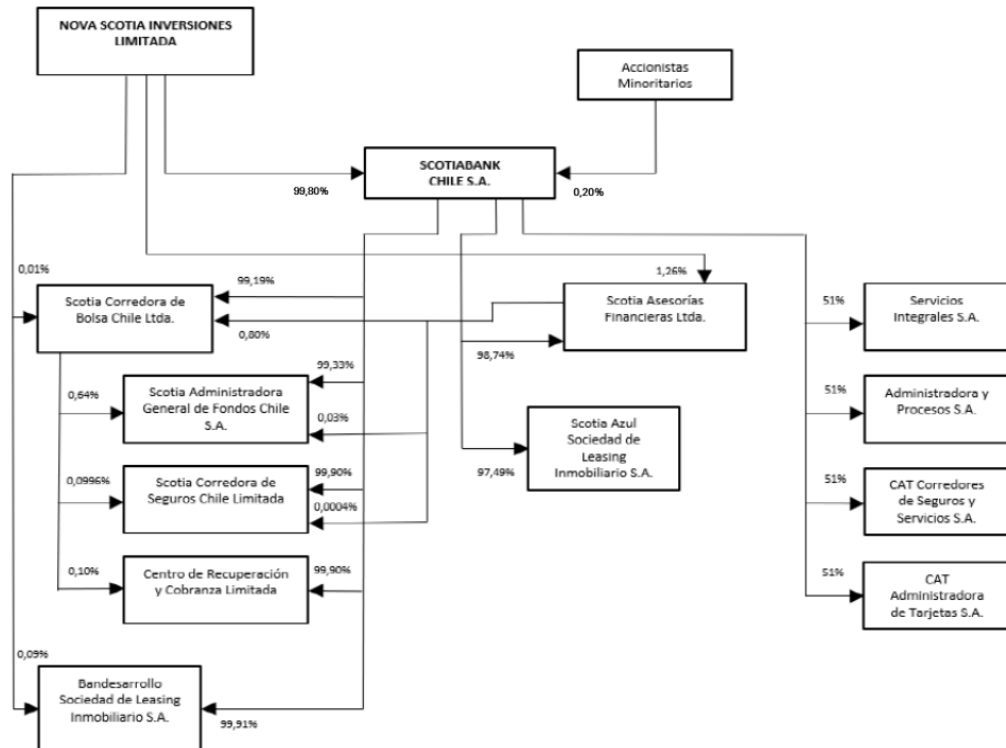 NOVA SCOTIA INVERSIONES
LIMITADA
Accionistas
Minoritarios
SCOTIABANK
CHILE S.A.
99,80%
0,20%
0,01%
99,19%
1,26%
Scotia Corredora de
Bolsa Chile Ltda.
0,80%
Scotia Asesorías
Financieras Ltda.
98,74%
51%
Servicios
Integrales S.A.
99,33%
0,64%
Scotia Administradora
General de Fondos Chile
S.A.
0,03%
51%
Administradora y
Procesos S.A.
Scotia Azul
Sociedad de
Leasing
Inmobiliario S.A.
97,49%
99,90%
0,0996%
Scotia Corredora de
Seguros Chile Limitada
0,0004%
51%
CAT Corredores
de Seguros y
Servicios S.A.
0,10%
Centro de Recuperación
y Cobranza Limitada
99,90%
51%
CAT
Administradora
de Tarjetas S.A.
0,09%
Bandesarrollo
Sociedad de Leasing
Inmobiliario S.A.
99,91%